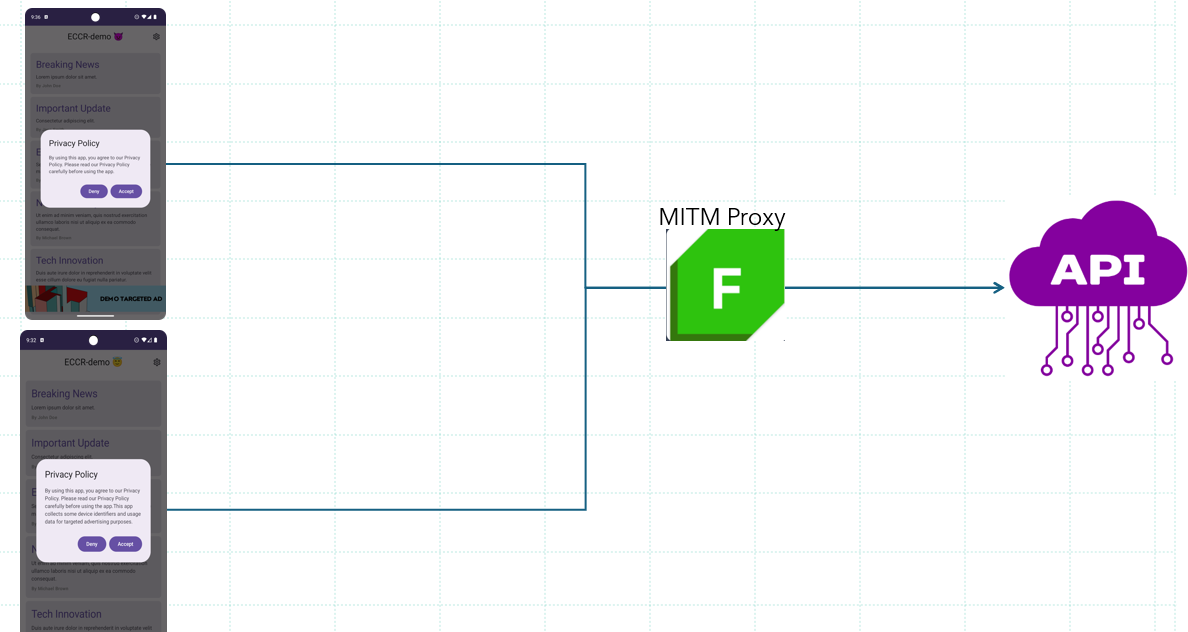 9:36
ECCR-demo 😈
Breaking News
Lorem ipsum dolor sit amet
By John Doe
Important Update
Consectetur adipiscing elit.
Privacy Policy
By using this app, you agree to our Privacy
Policy. Please read our Privacy Policy
carefully before using the app.
Deny Accept
Ut enim ad minim veniam, quis nostrud exercitation
ullamco laboris nisi ut aliquip ex ea commodo
consequat.
By Michael Brown
Tech Innovation
Duis aute irure dolor in reprehenderit in voluptate velit
esse cillum dolore eu fugiat nulla pariatur.
DEMO TARGETED AD
9:32
ECCR-demo 😇
Breaking News
Lorem ipsum dolor sit amet
By John Doe
Important Update
Consectetur adipiscing elit.
Privacy Policy
By using this app, you agree to our Privacy
Policy. Please read our Privacy Policy
carefully before using the app.This app
collects some device identifiers and usage
data for targeted advertising purposes.
Deny Accept
Ut enim ad minim veniam, quis nostrud exercitation
ullamco laboris nisi ut aliquip ex ea commodo
consequat.
By Michael Brown
Tech Innovation
Duis aute irure dolor in reprehenderit in voluptate velit
MITM Proxy
F
API